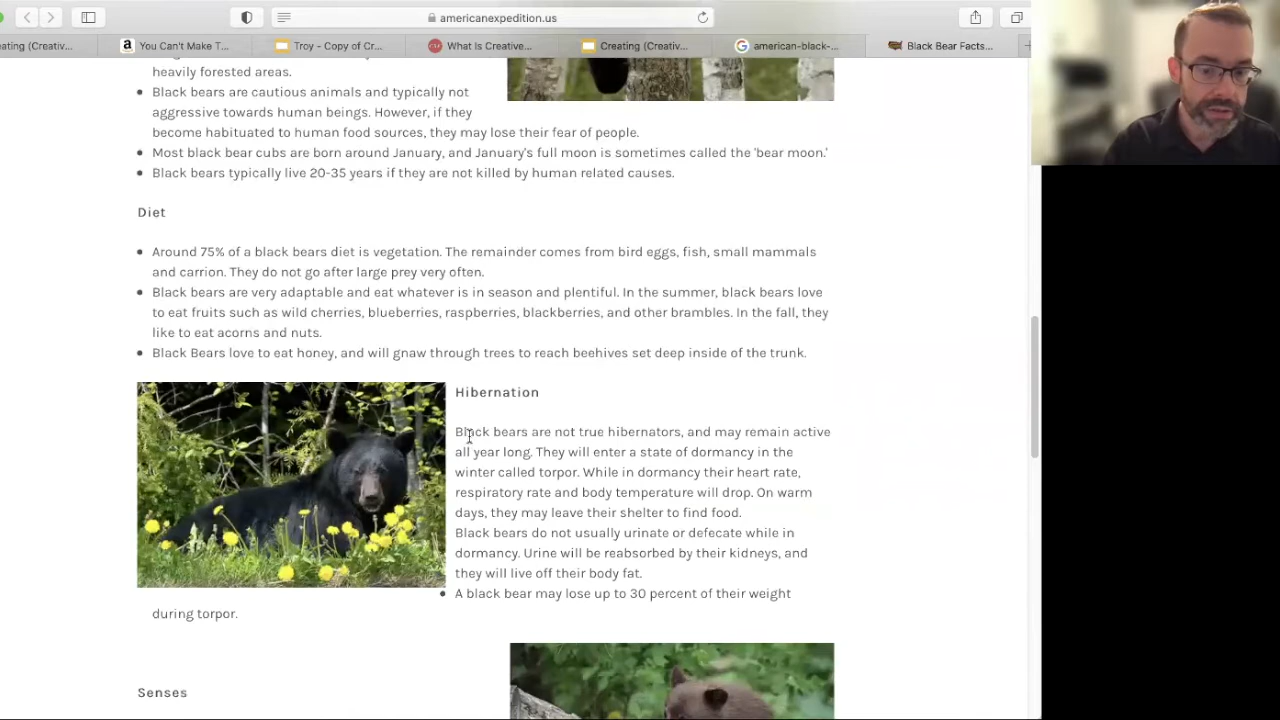 americanexpedition.us
eating (Creativ...
You Can't Make T...
Troy - Copy of Cr...
What Is Creative...
Creating (Creativ...
american-black-...
Black Bear Facts...
heavily forested areas.
Black bears are cautious animals and typically not
aggressive towards human beings. However, if they
become habituated to human food sources, they may lose their fear of people.
Most black bear cubs are born around January, and January's full moon is sometimes called the 'bear moon.'
Black bears typically live 20-35 years if they are not killed by human related causes.
Diet
Around 75% of a black bears diet is vegetation. The remainder comes from bird eggs, fish, small mammals
and carrion. They do not go after large prey very often.
Black bears are very adaptable and eat whatever is in season and plentiful. In the summer, black bears love
to eat fruits such as wild cherries, blueberries, raspberries, blackberries, and other brambles. In the fall, they
like to eat acorns and nuts.
Black Bears love to eat honey, and will gnaw through trees to reach beehives set deep inside of the trunk.
Hibernation
Black bears are not true hibernators, and may remain active
all year long. They will enter a state of dormancy in the
winter called torpor. While in dormancy their heart rate,
respiratory rate and body temperature will drop. On warm
days, they may leave their shelter to find food.
Black bears do not usually urinate or defecate while in
dormancy. Urine will be reabsorbed by their kidneys, and
they will live off their body fat.
A black bear may lose up to 30 percent of their weight
during torpor.
Senses